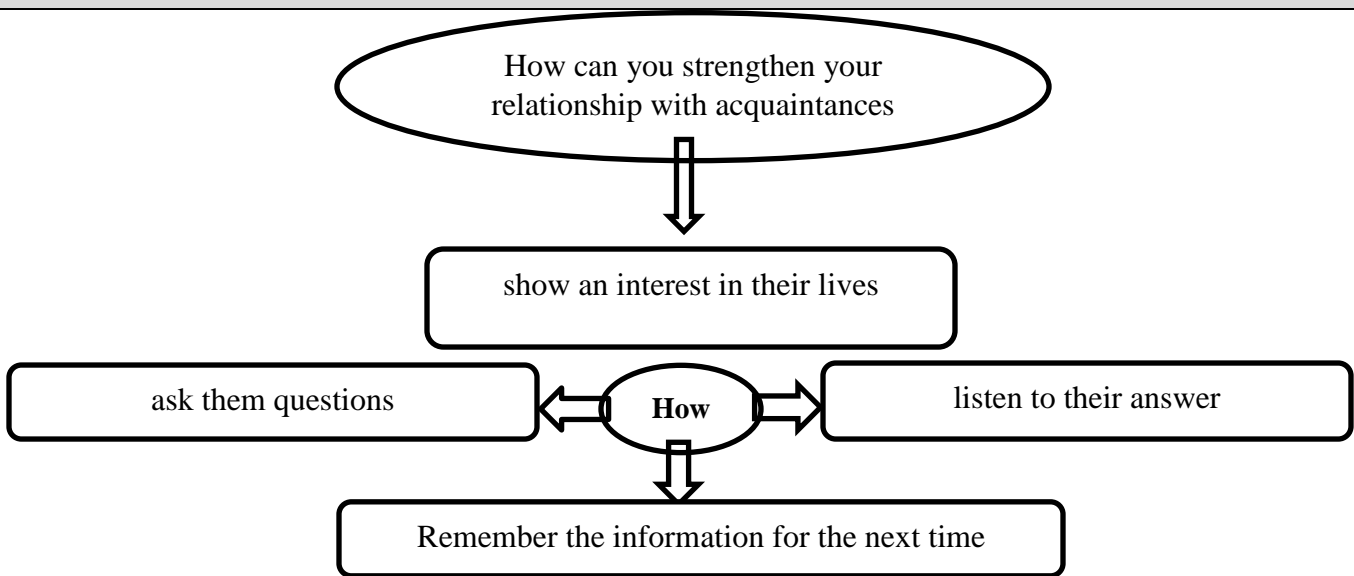 How can you strengthen your
relationship with acquaintances
show an interest in their lives
ask them questions
How
listen to their answer
Remember the information for the next time